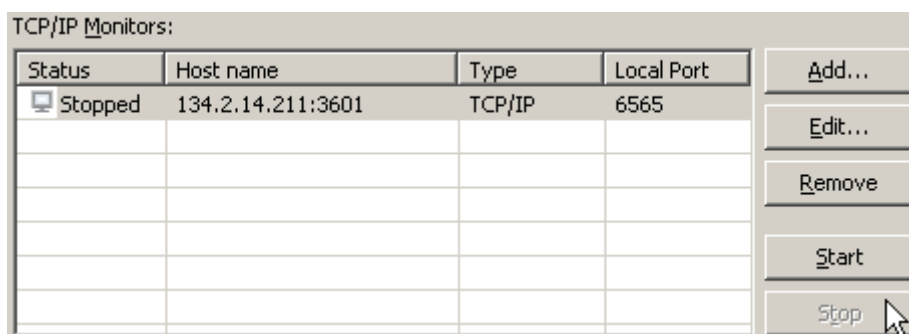 TCP/IP Monitors:
Status Host name Type Local Port
Stopped 134.2.14.211:3601 TCP/IP 6565
Add...
Edit...
Remove
Start
Stop